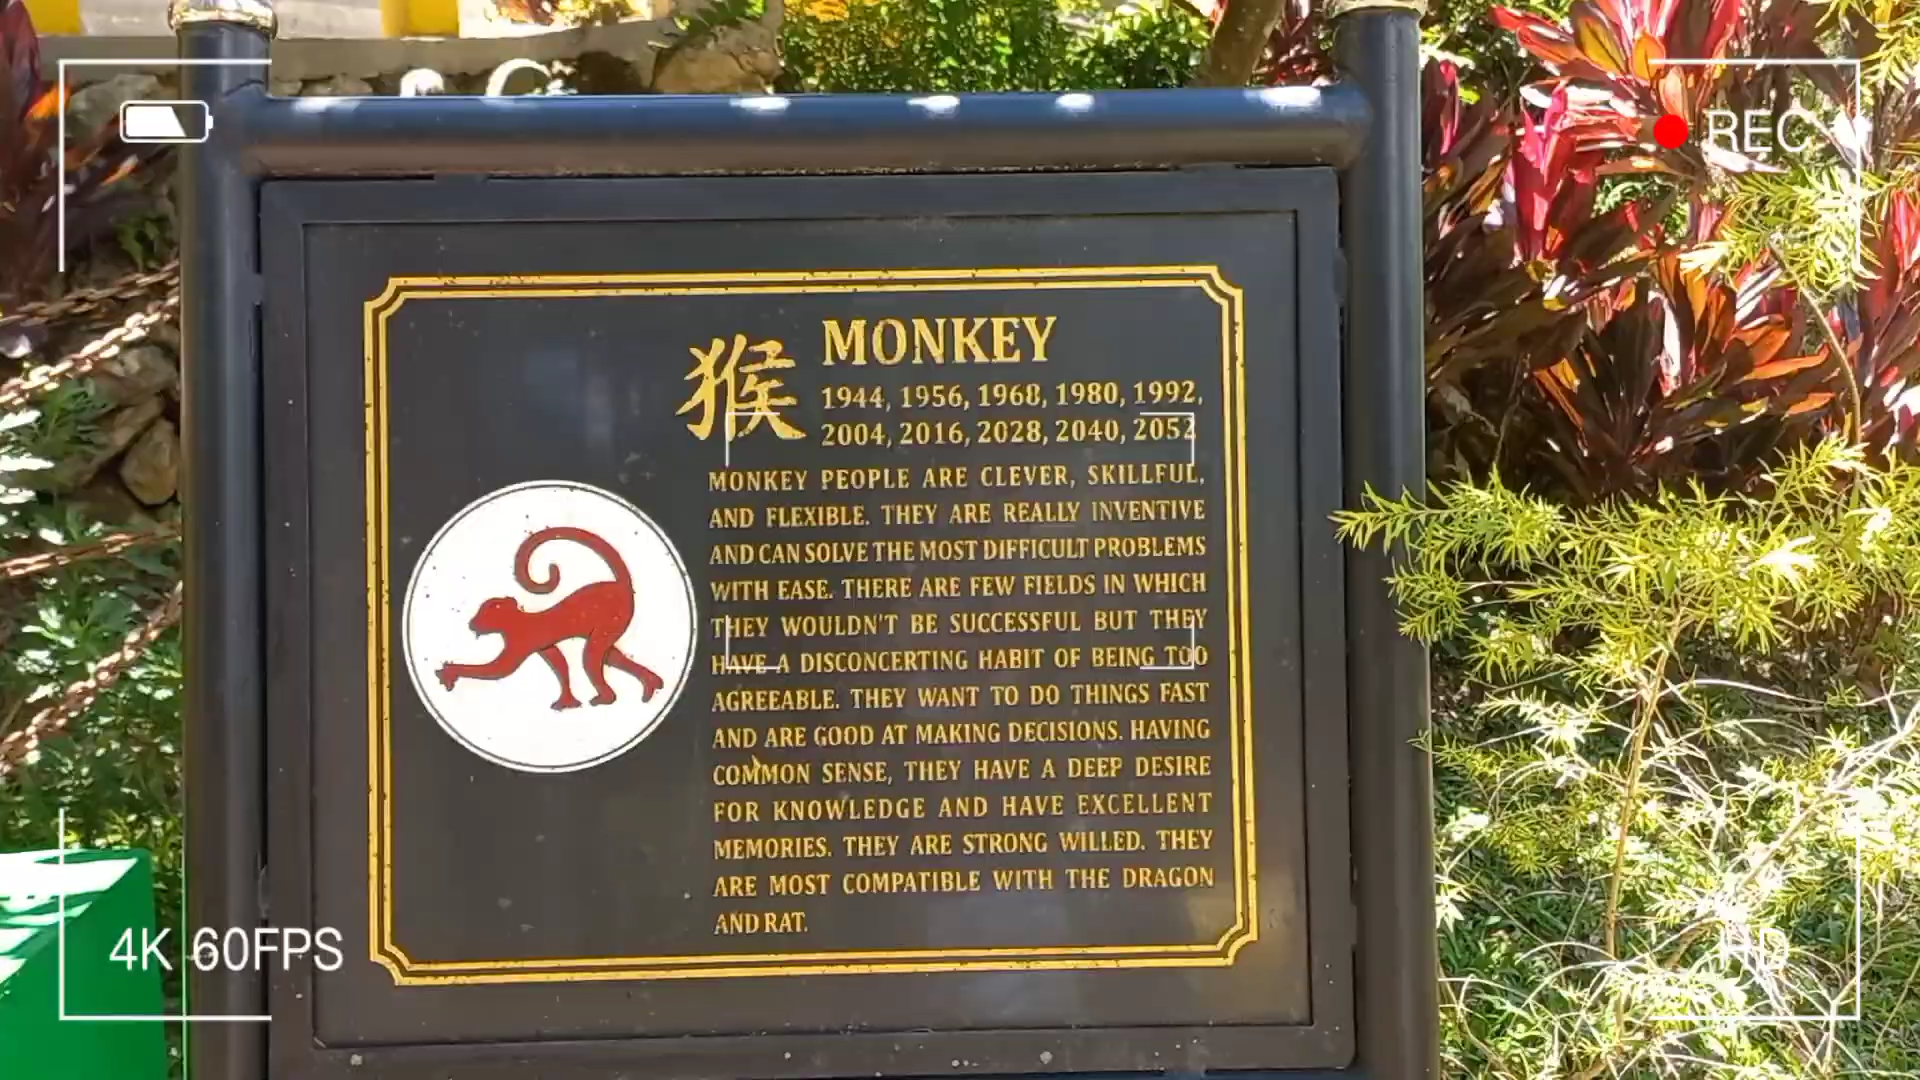 REC
猴
MONKEY
1944, 1956, 1968, 1980, 1992,
2004, 2016, 2028, 2040, 2052
MONKEY PEOPLE ARE CLEVER, SKILLFUL,
AND FLEXIBLE. THEY ARE REALLY INVENTIVE
AND CAN SOLVE THE MOST DIFFICULT PROBLEMS
WITH EASE. THERE ARE FEW FIELDS IN WHICH
THEY WOULDN'T BE SUCCESSFUL BUT THEY
HAVE A DISCONCERTING HABIT OF BEING TOO
AGREEABLE. THEY WANT TO DO THINGS FAST
AND ARE GOOD AT MAKING DECISIONS. HAVING
COMMON SENSE, THEY HAVE A DEEP DESIRE
FOR KNOWLEDGE AND HAVE EXCELLENT
MEMORIES. THEY ARE STRONG WILLED. THEY
ARE MOST COMPATIBLE WITH THE DRAGON
AND RAT.
4K 60FPS
HD